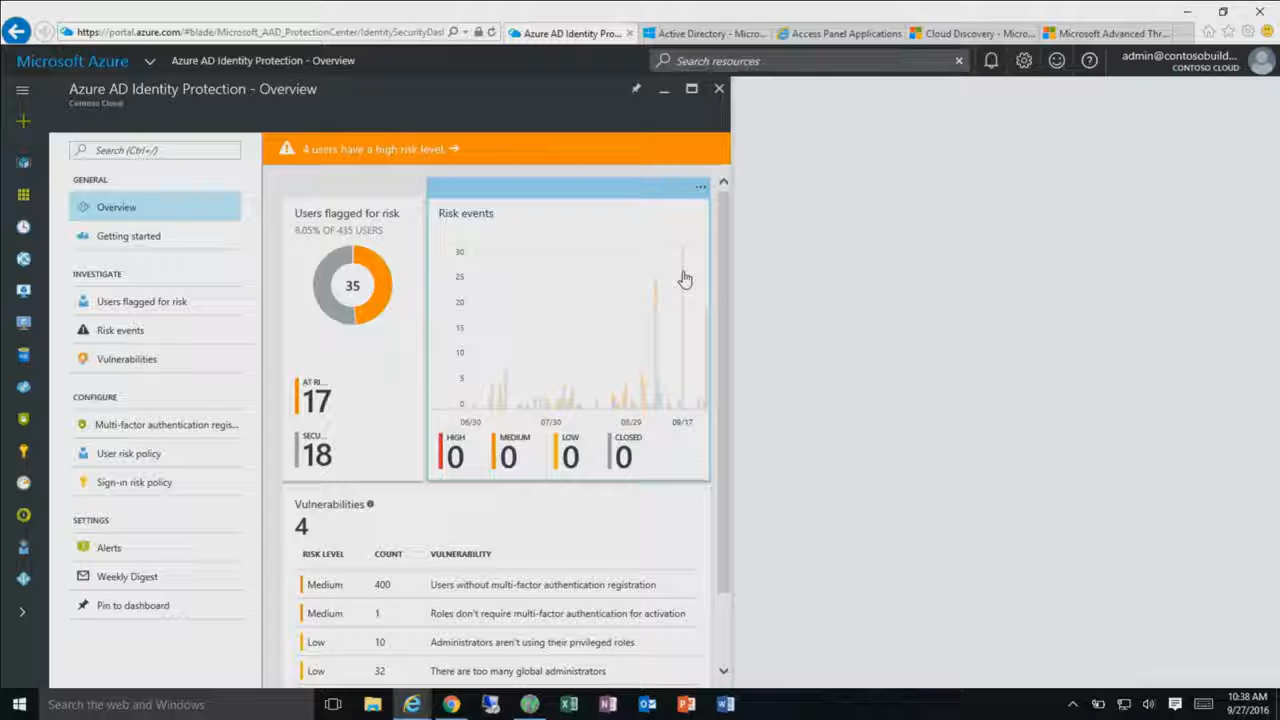 https://portal.azure.com/#blade/Microsoft_AAD_ProtectionCenter/IdentitySecurityDasl
Azure AD Identity Pro...
Active Directory - Micro...
Access Panel Applications
Cloud Discovery - Micros...
Microsoft Advanced Thr...
Microsoft Azure
Azure AD Identity Protection - Overview
Search resources
admin@contosobuild...
CONTOSO CLOUD
Azure AD Identity Protection - Overview
Contoso Cloud
Search (Ctrl+/)
GENERAL
Overview
Getting started
INVESTIGATE
Users flagged for risk
Risk events
Vulnerabilities
CONFIGURE
Multi-factor authentication regis...
User risk policy
Sign-in risk policy
SETTINGS
Alerts
Weekly Digest
Pin to dashboard
4 users have a high risk level.
Users flagged for risk
8.05% OF 435 USERS
35
AT RI...
17
SECU...
18
Risk events
30
25
20
15
10
5
0
06/30
07/30
08/29
09/17
HIGH
0
MEDIUM
0
LOW
0
CLOSED
0
Vulnerabilities
4
RISK LEVEL COUNT VULNERABILITY
Medium 400 Users without multi-factor authentication registration
Medium 1 Roles don't require multi-factor authentication for activation
Low 10 Administrators aren't using their privileged roles
Low 32 There are too many global administrators
Search the web and Windows
10:38 AM
9/27/2016